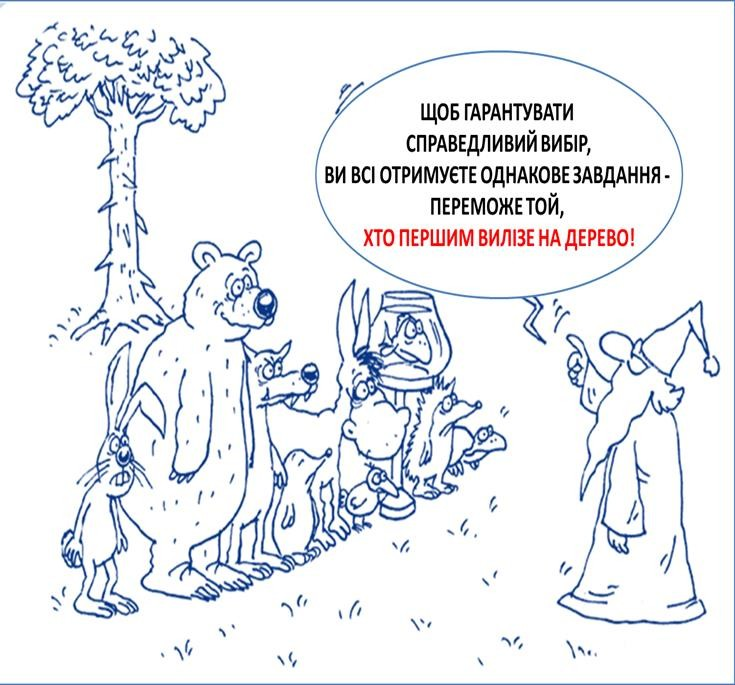 ЩОБ ГАРАНТУВАТИ
СПРАВЕДЛИВИЙ ВИБІР,
ВИ ВСІ ОТРИМУЄТЕ ОДНАКОВЕ ЗАВДАННЯ -
ПЕРЕМОЖЕ ТОЙ,
ХТО ПЕРШИМ ВИЛІЗЕ НА ДЕРЕВО!